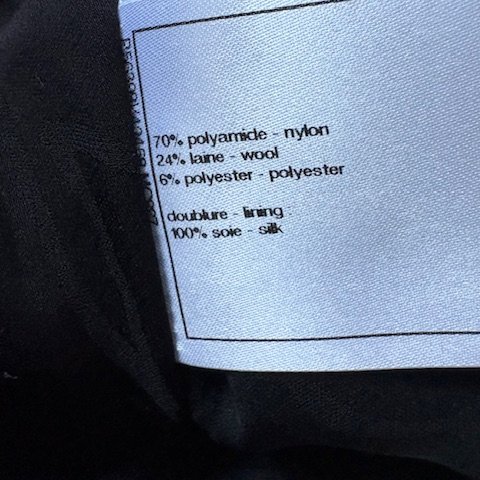 70% polyamide - nylon
24% laine - wool
6% polyester - polyester
doublure - lining
100% soie - silk